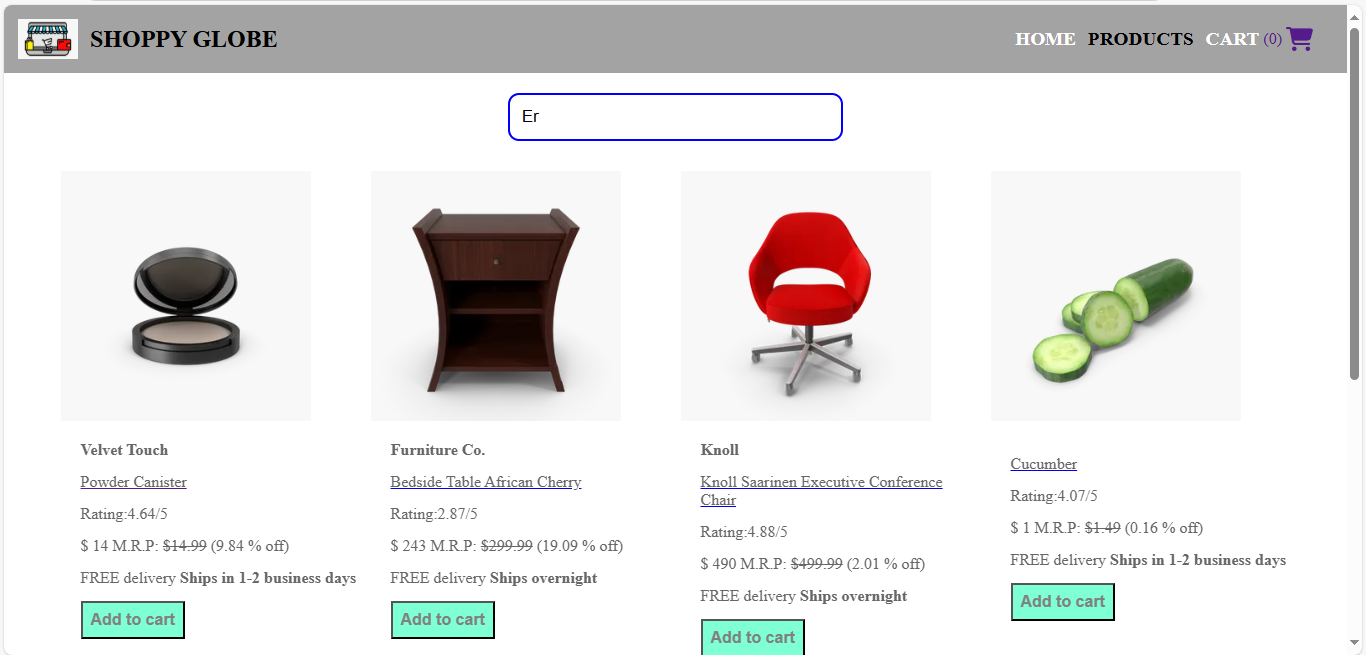 SHOPPY GLOBE
HOME PRODUCTS CART (0)
Er
Velvet Touch
Powder Canister
Rating:4.64/5
$ 14 M.R.P: $14.99 (9.84 % off)
FREE delivery Ships in 1-2 business days
Add to cart
Furniture Co.
Bedside Table African Cherry
Rating:2.87/5
$ 243 M.R.P: $299.99 (19.09 % off)
FREE delivery Ships overnight
Add to cart
Knoll
Knoll Saarinen Executive Conference
Chair
Rating:4.88/5
$ 490 M.R.P: $499.99 (2.01 % off)
FREE delivery Ships overnight
Add to cart
Cucumber
Rating:4.07/5
$ 1 M.R.P: $1.49 (0.16 % off)
FREE delivery Ships in 1-2 business days
Add to cart